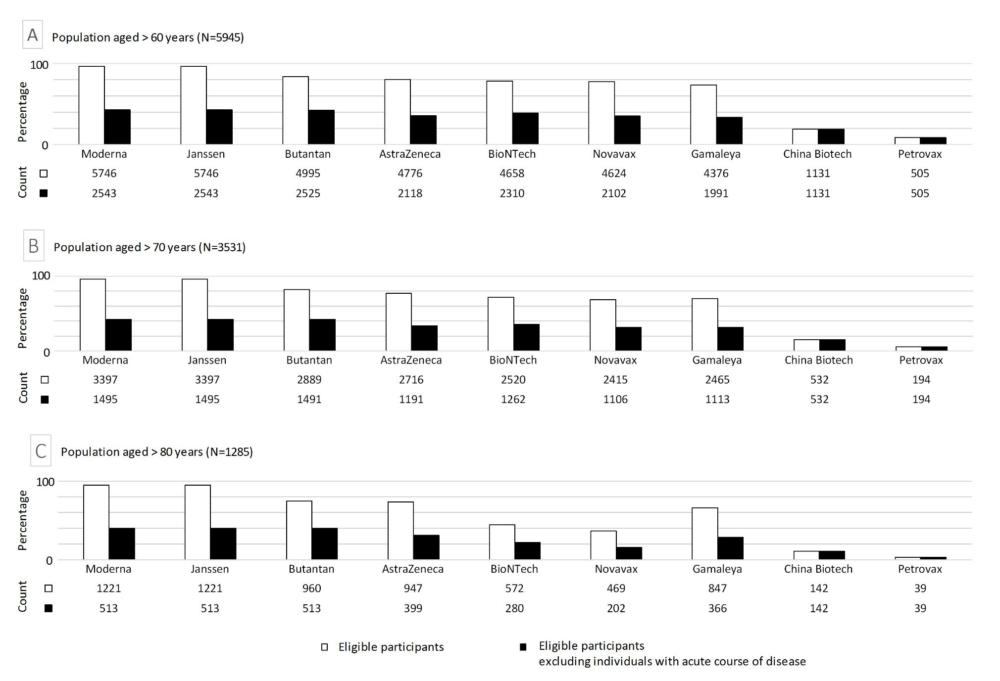 A
Population aged > 60 years (N=5945)
100
Percentage
0
Moderna Janssen Butantan AstraZeneca BioNTech Novavax Gamaleya China Biotech Petrovax
Count
5746 5746 4995 4776 4658 4624 4376 1131 505
2543 2543 2525 2118 2310 2102 1991 1131 505
B
Population aged > 70 years (N=3531)
100
Percentage
0
Moderna Janssen Butantan AstraZeneca BioNTech Novavax Gamaleya China Biotech Petrovax
Count
3397 3397 2889 2716 2520 2415 2465 532 194
1495 1495 1491 1191 1262 1106 1113 532 194
C
Population aged > 80 years (N=1285)
100
Percentage
0
Moderna Janssen Butantan AstraZeneca BioNTech Novavax Gamaleya China Biotech Petrovax
Count
1221 1221 960 947 572 469 847 142 39
513 513 513 399 280 202 366 142 39
Eligible participants
Eligible participants
excluding individuals with acute course of disease